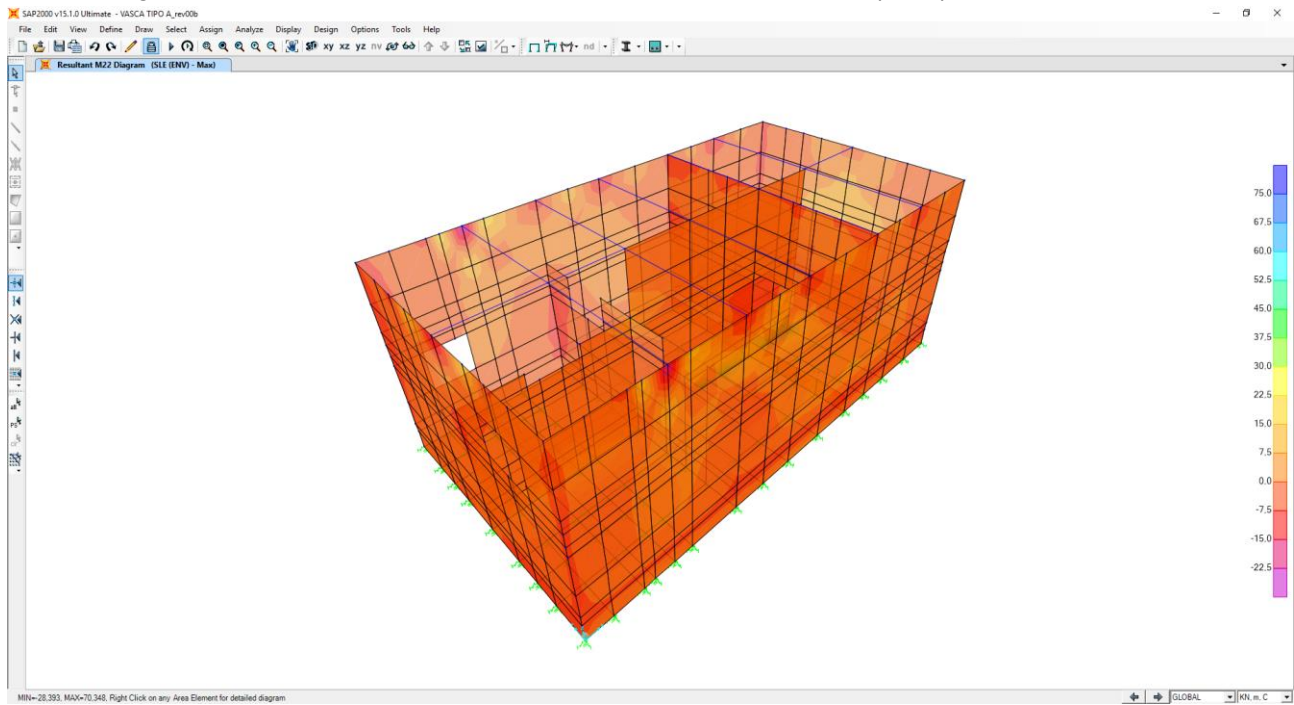 SAP2000 v15.1.0 Ultimate - VASCA TIPO A_rev00b
File Edit View Define Draw Select Assign Analyze Display Design Options Tools Help
xy xz yz nv nd
Resultant M22 Diagram (SLE (ENV) - Max)
75.0
67.5
60.0
52.5
45.0
37.5
30.0
22.5
15.0
7.5
0.0
-7.5
-15.0
-22.5
MIN=-28.393, MAX=70.348, Right Click on any Area Element for detailed diagram
GLOBAL KN, m, C